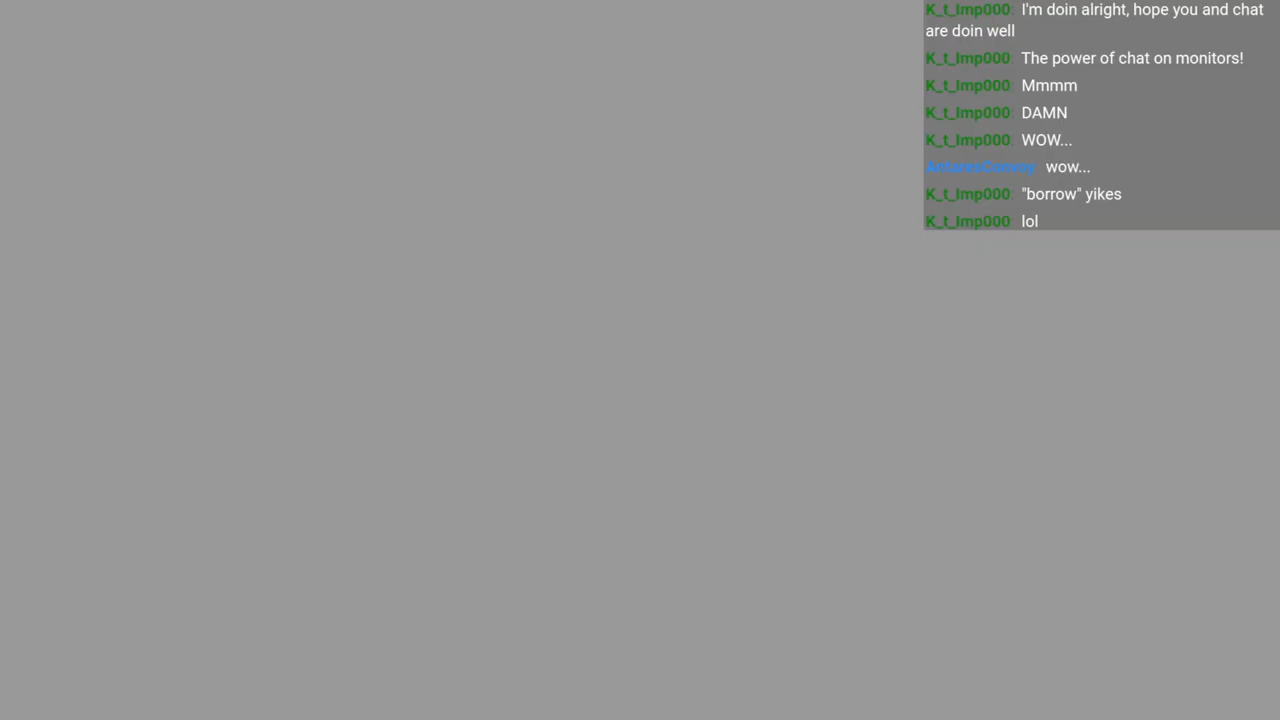 K_t_Imp000: I'm doin alright, hope you and chat
are doin well
K_t_Imp000: The power of chat on monitors!
K_t_Imp000: Mmmm
K_t_Imp000: DAMN
K_t_Imp000: WOW...
wow...
K_t_Imp000: "borrow" yikes
K_t_Imp000: lol